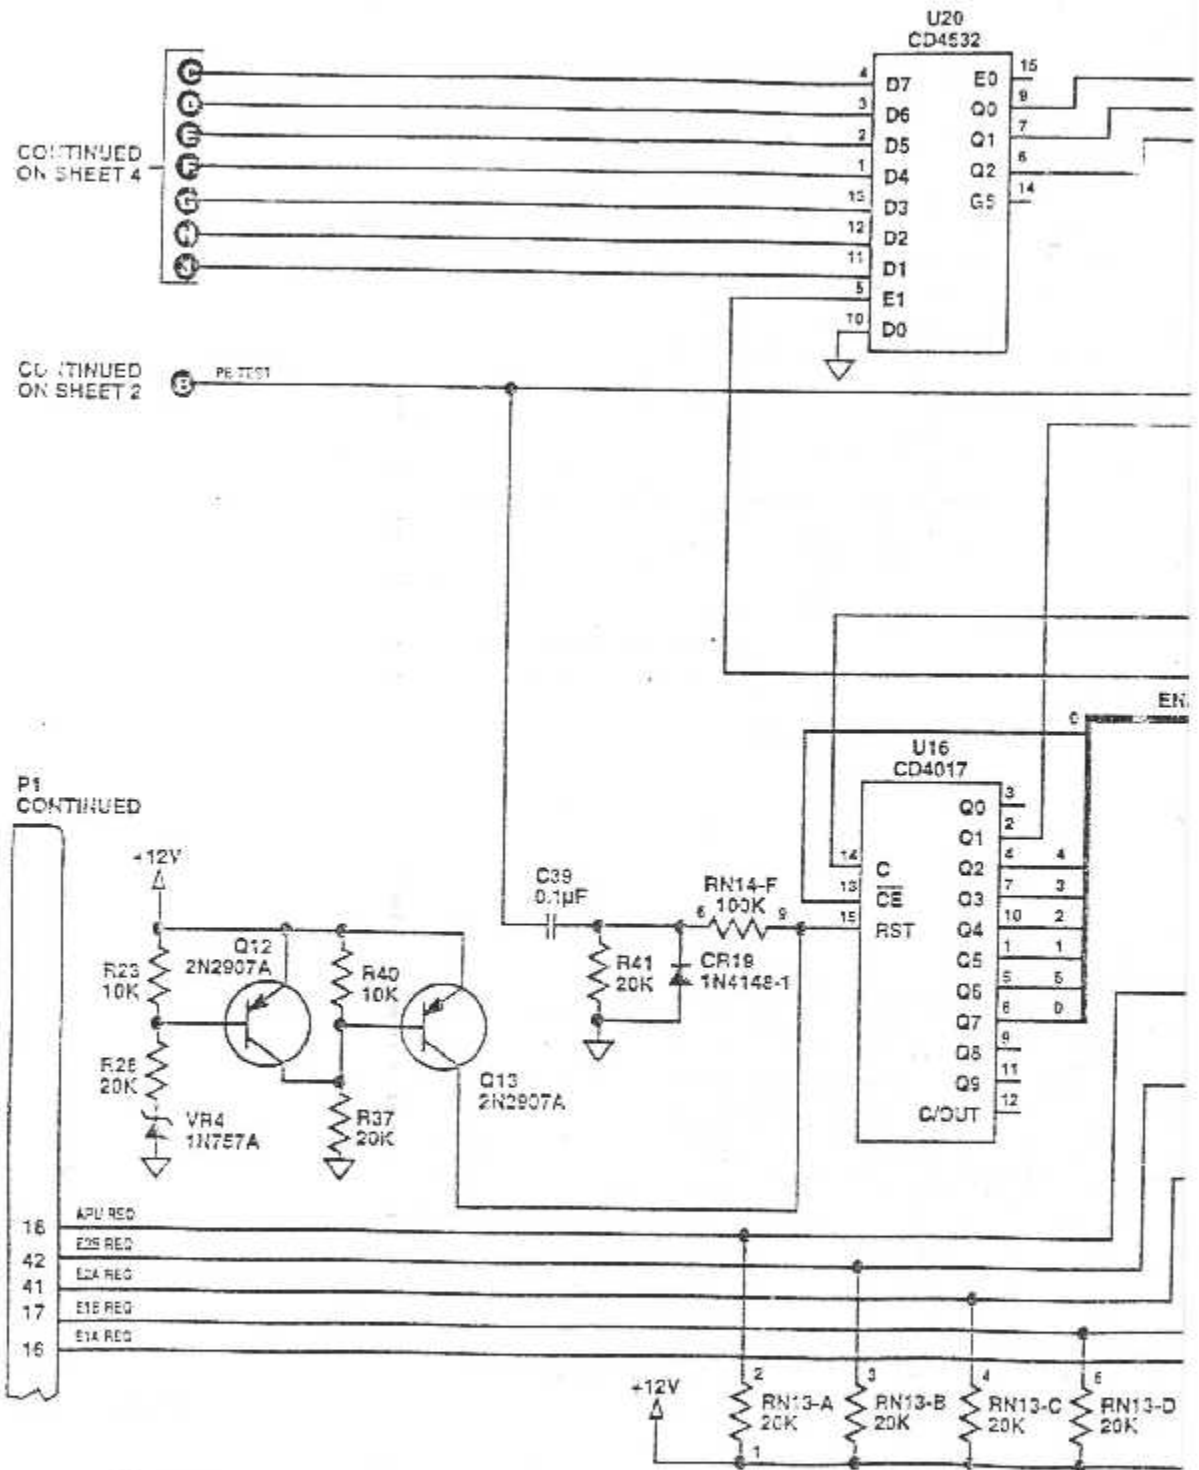 U20
CD4532
CONTINUED
ON SHEET 4
F
G
4 D7
3 D6
2 D5
1 D4
13 D3
12 D2
11 D1
5 E1
10 D0
E0 15
Q0 9
Q1 7
Q2 6
GS 14
CONTINUED
ON SHEET 2
B
P1
CONTINUED
+12V
R23
10K
Q12
2N2907A
R40
10K
20K
VR4
1N757A
R37
20K
Q13
2N2907A
C39
0.1µF
R41
20K
CR19
1N4148-1
RN14-F
100K
6 9
U16
CD4017
14 C
13 CE
15 RST
Q0 3
Q1 2
Q2 4 4
Q3 7 3
Q4 10 2
Q5 1 1
Q6 5 5
Q7 6 0
Q8 9
Q9 11
C/OUT 12
18 APU REQ
42
41 E2A REQ
17 E1B REQ
16 E1A REQ
+12V
2
RN13-A
20K
1
3
RN13-B
20K
4
RN13-C
20K
5
RN13-D
20K